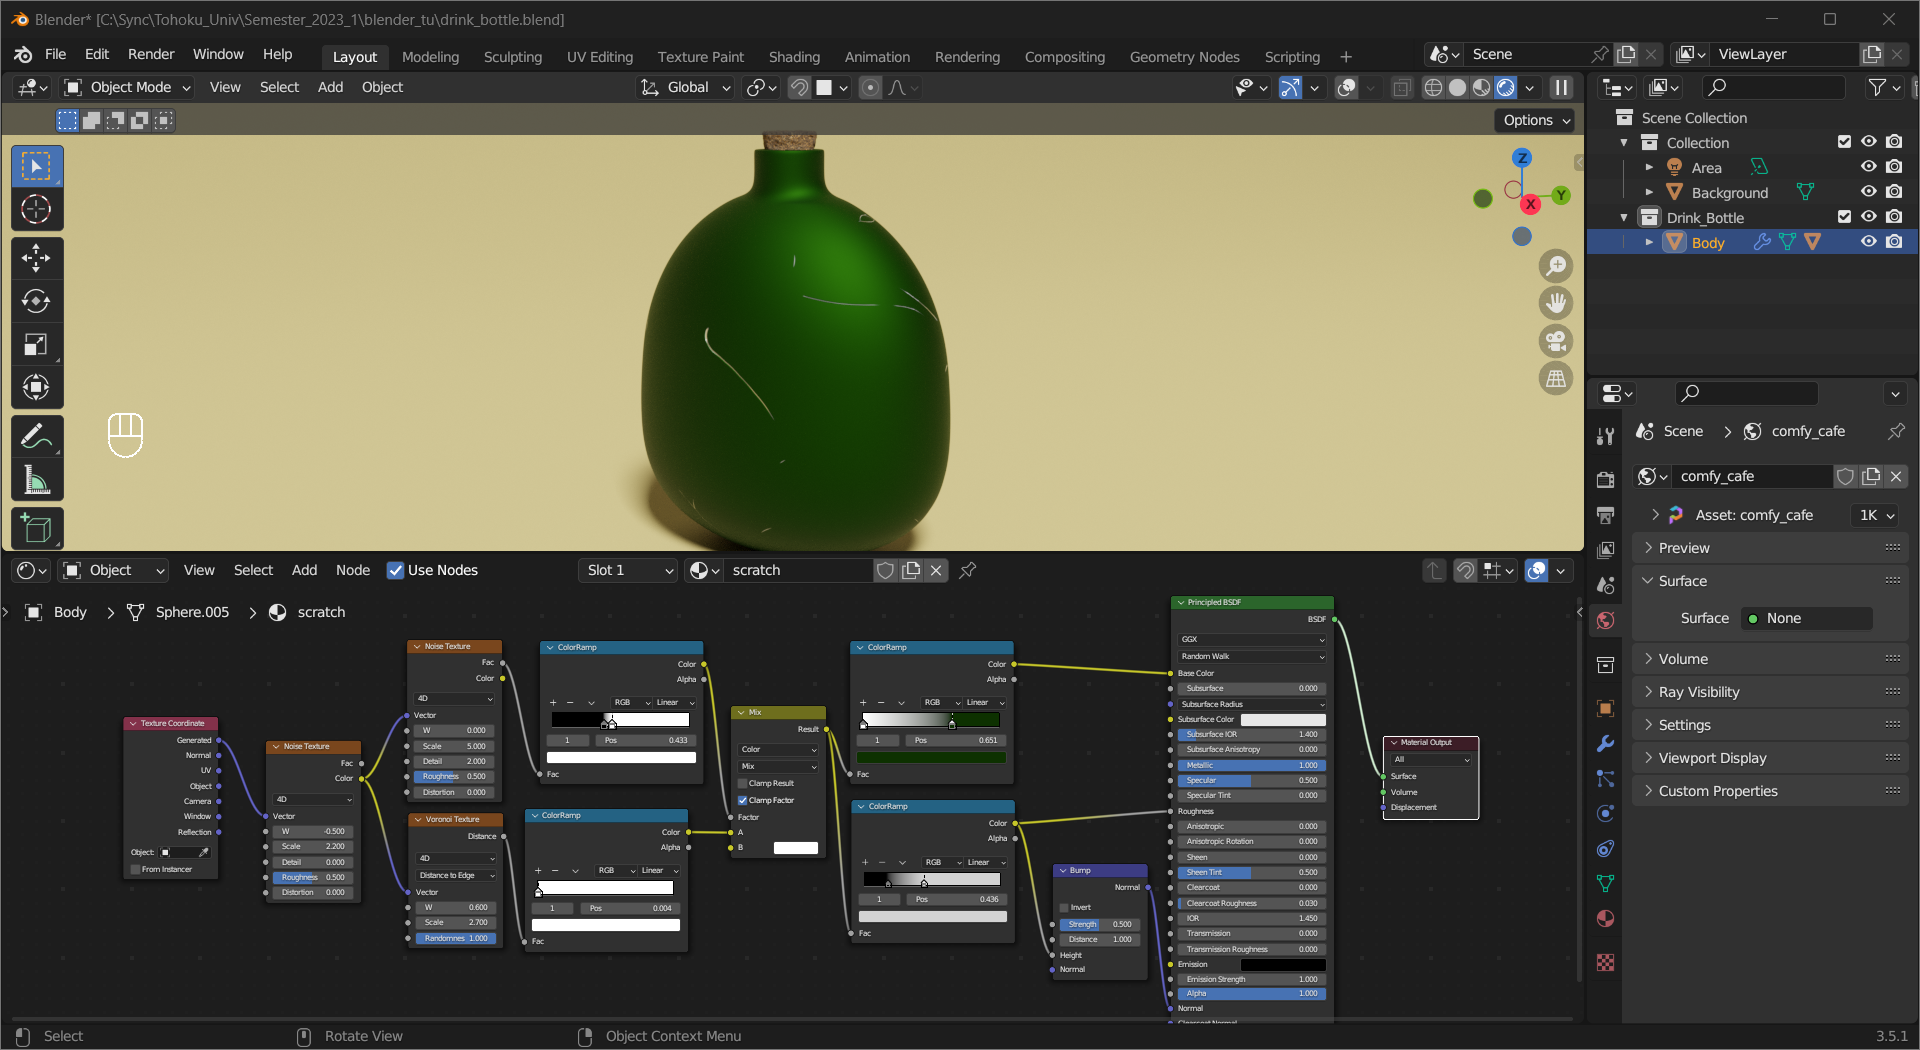 Blender* [C:\Sync\Tohoku_Univ\Semester_2023_1\blender_tu\drink_bottle.blend]
File Edit Render Window Help Layout Modeling Sculpting UV Editing Texture Paint Shading Animation Rendering Compositing Geometry Nodes Scripting + Scene ViewLayer
Object Mode View Select Add Object Global
Options
Z
Y
X
Scene Collection
Collection
Area
Background
Drink_Bottle
Body
Scene > comfy_cafe
comfy_cafe
Asset: comfy_cafe 1K
Preview
Surface
Surface None
Volume
Ray Visibility
Settings
Viewport Display
Custom Properties
Object View Select Add Node Use Nodes Slot 1 scratch
Body > Sphere.005 > scratch
Texture Coordinate
Generated
Normal
UV
Object
Camera
Window
Reflection
Object:
From Instancer
Noise Texture
Fac
Color
4D
Vector
W -0.500
Scale 2.200
Detail 0.000
Roughness 0.500
Distortion 0.000
Noise Texture
Fac
Color
4D
Vector
W 0.000
Scale 5.000
Detail 2.000
Roughness 0.500
Distortion 0.000
Voronoi Texture
Distance
4D
Distance to Edge
Vector
W 0.600
Scale 2.700
Randomnes 1.000
ColorRamp
Color
Alpha
+ − RGB Linear
1 Pos 0.433
Fac
ColorRamp
Color
Alpha
+ − RGB Linear
1 Pos 0.004
Fac
Mix
Result
Color
Mix
Clamp Result
Clamp Factor
Factor
A
B
ColorRamp
Color
Alpha
+ − RGB Linear
1 Pos 0.651
Fac
ColorRamp
Color
Alpha
+ − RGB Linear
1 Pos 0.436
Fac
Bump
Normal
Invert
Strength 0.500
Distance 1.000
Height
Normal
Principled BSDF
BSDF
GGX
Random Walk
Base Color
Subsurface 0.000
Subsurface Radius
Subsurface Color
Subsurface IOR 1.400
Subsurface Anisotropy 0.000
Metallic 1.000
Specular 0.500
Specular Tint 0.000
Roughness
Anisotropic 0.000
Anisotropic Rotation 0.000
Sheen 0.000
Sheen Tint 0.500
Clearcoat 0.000
Clearcoat Roughness 0.030
IOR 1.450
Transmission 0.000
Transmission Roughness 0.000
Emission
Emission Strength 1.000
Alpha 1.000
Normal
Clearcoat Normal
Material Output
All
Surface
Volume
Displacement
Select Rotate View Object Context Menu 3.5.1